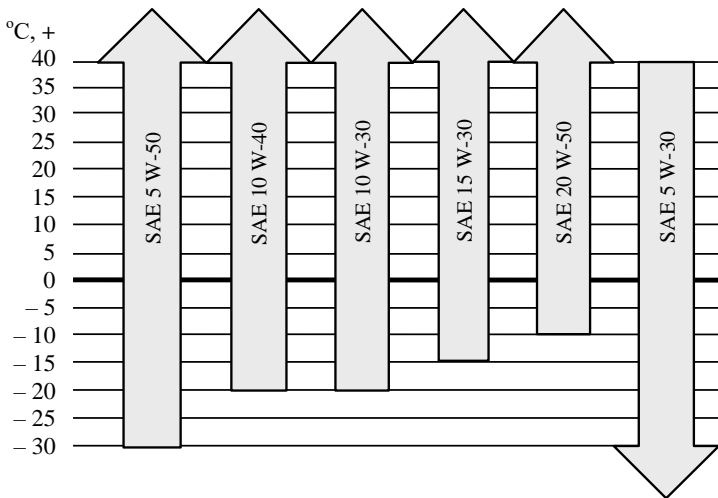 °C, +
40
35
30
25
20
15
10
5
0
– 5
– 10
– 15
– 20
– 25
– 30
SAE 5 W-50
SAE 10 W-40
SAE 10 W-30
SAE 15 W-30
SAE 20 W-50
SAE 5 W-30